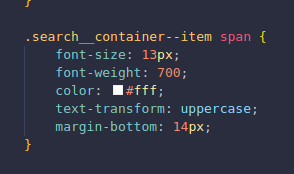 }
.search__container--item span {
font-size: 13px;
font-weight: 700;
color: #fff;
text-transform: uppercase;
margin-bottom: 14px;
}